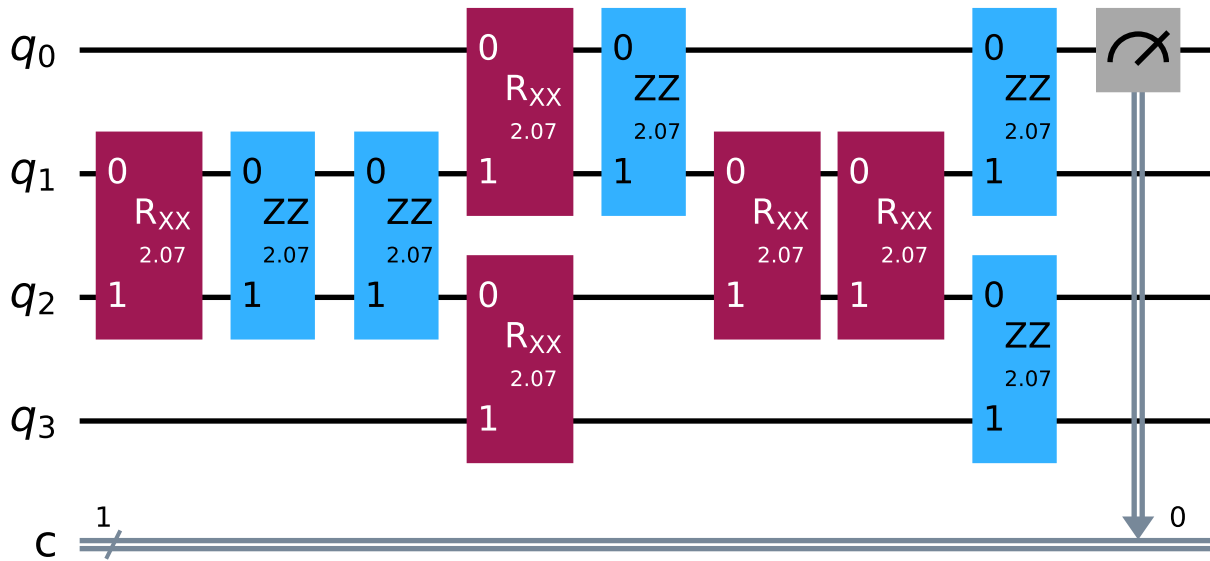 q0 0 0 0
RXX ZZ ZZ
2.07 2.07 2.07
q1 0 0 0 1 1 0 0 1
RXX ZZ ZZ RXX RXX
2.07 2.07 2.07 2.07 2.07
q2 1 1 1 0 1 1 0
RXX ZZ
2.07 2.07
q3 1 1
1 0
c